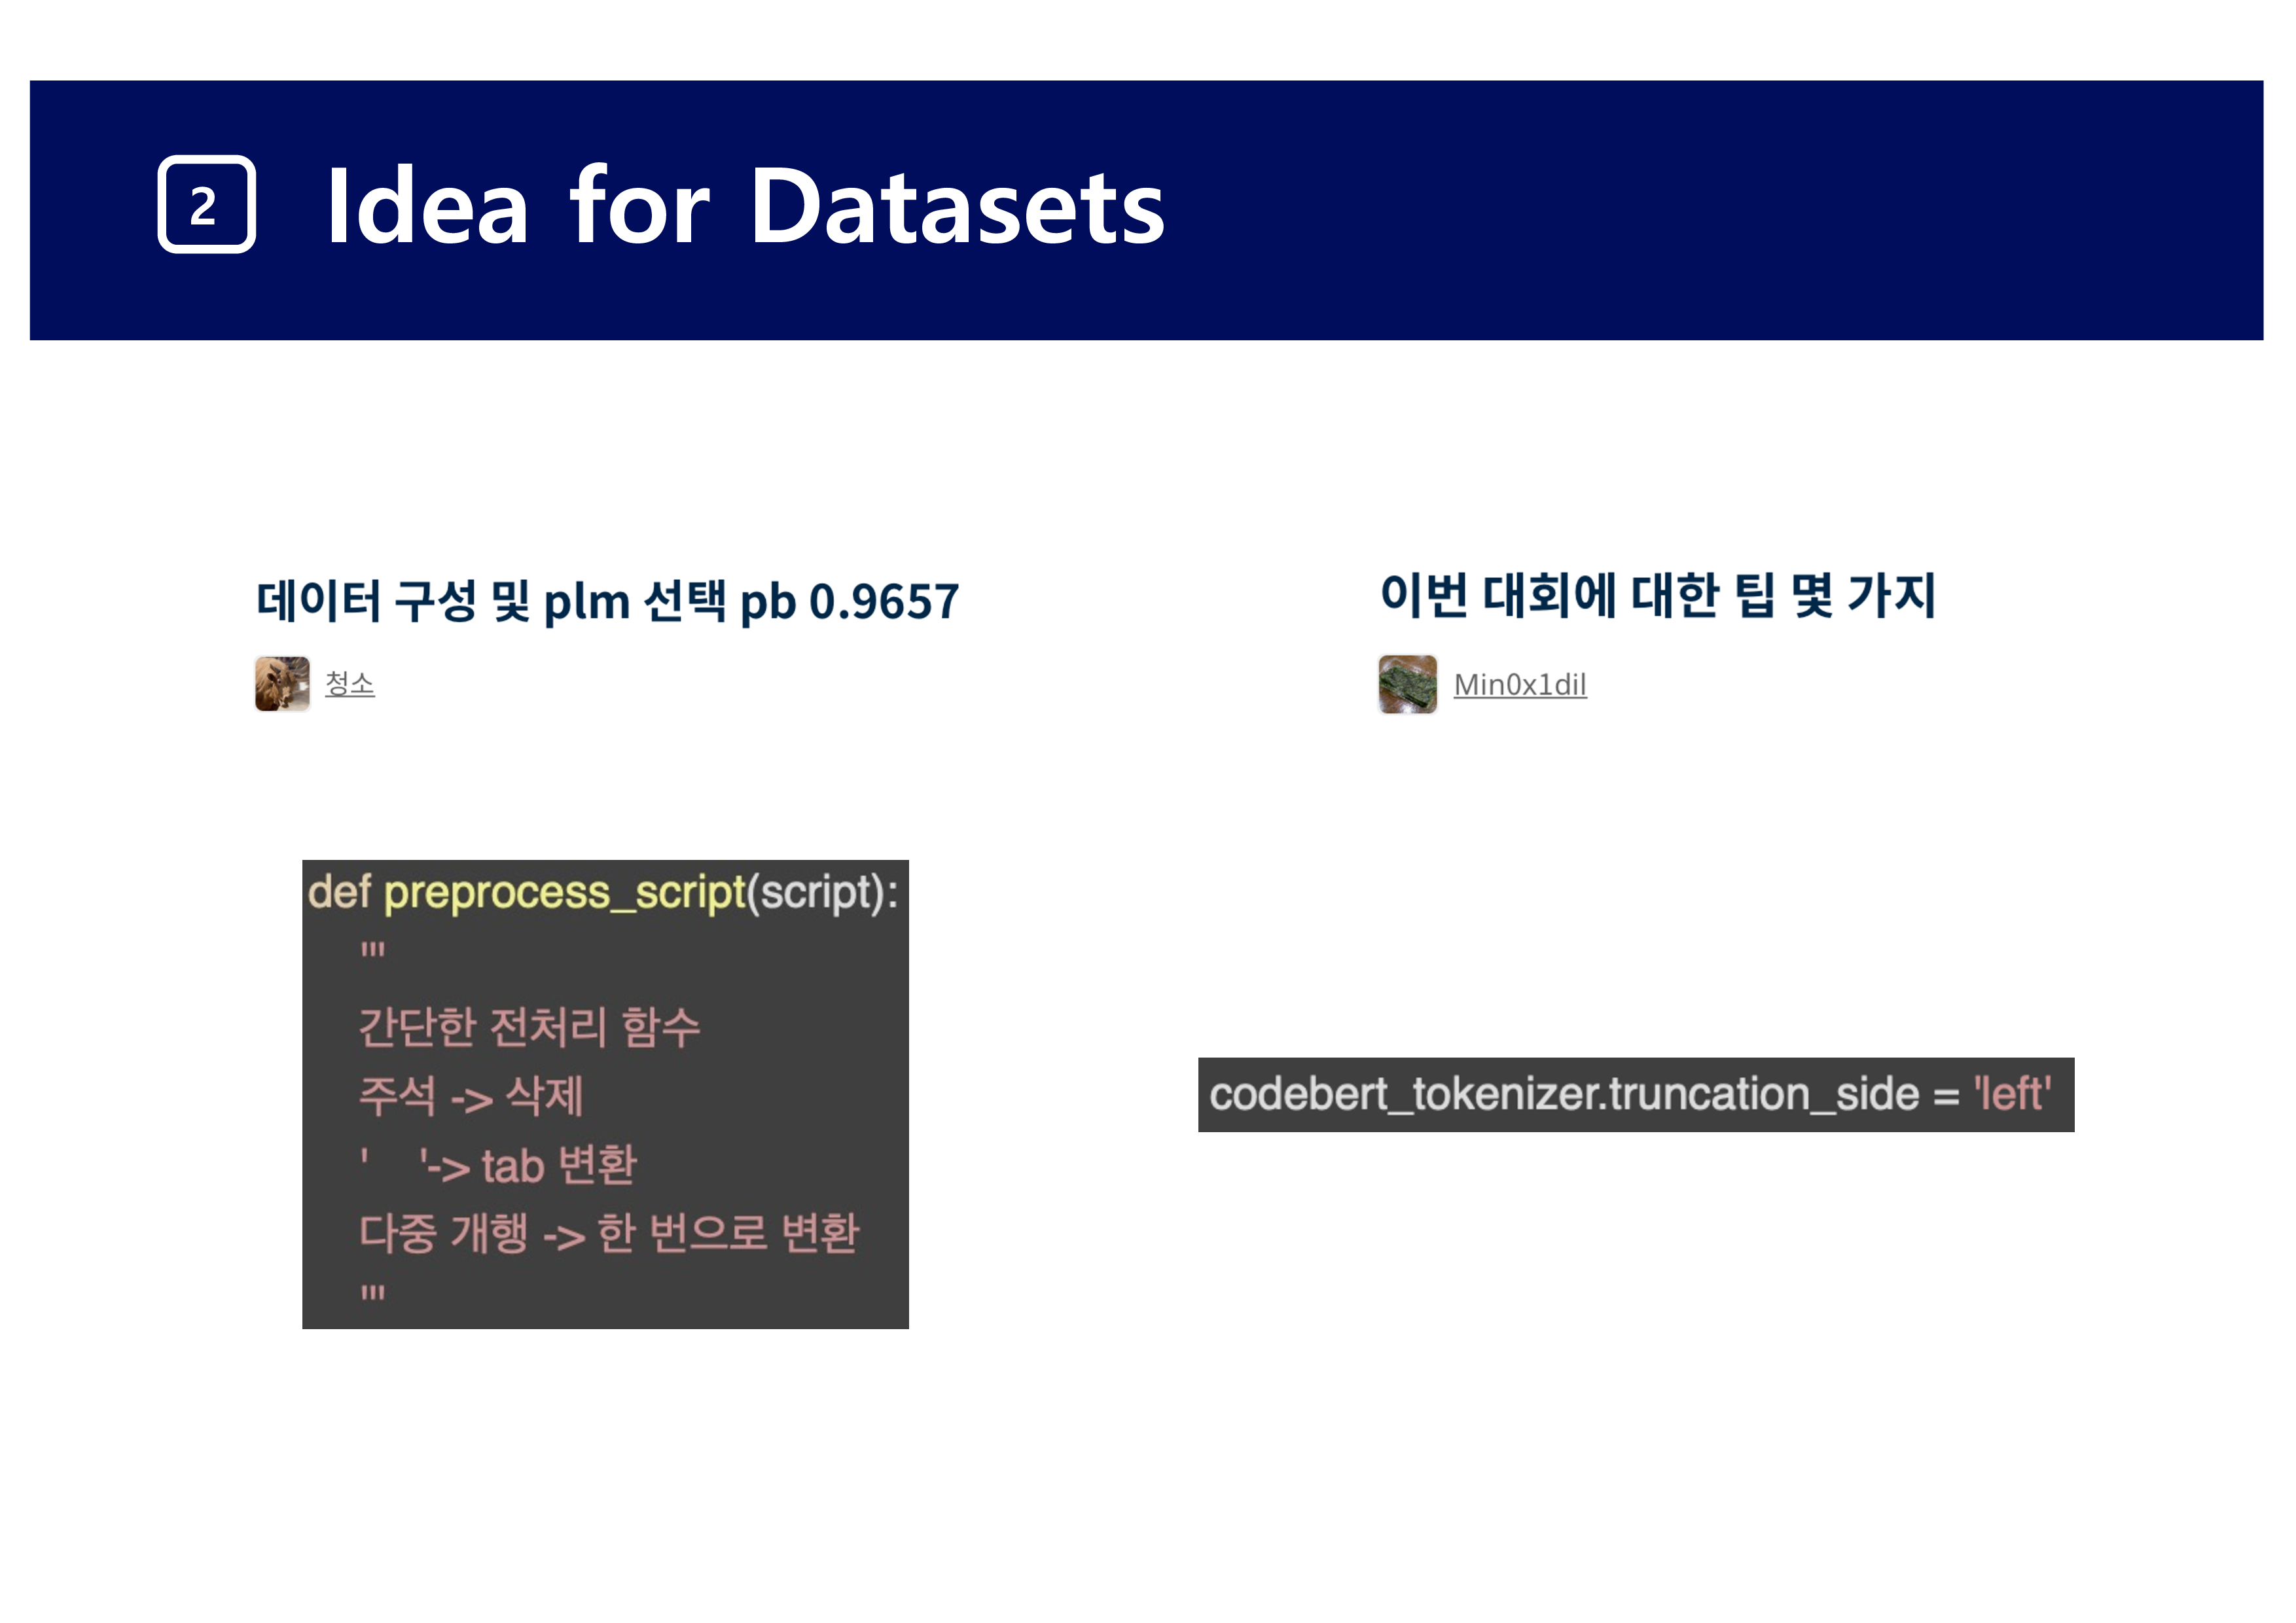 2 Idea for Datasets
데이터 구성 및 plm 선택 pb 0.9657
청소
def preprocess_script(script):
'''
간단한 전처리 함수
주석 -> 삭제
'    '-> tab 변환
다중 개행 -> 한 번으로 변환
'''
이번 대회에 대한 팁 몇 가지
Min0x1dil
codebert_tokenizer.truncation_side = 'left'